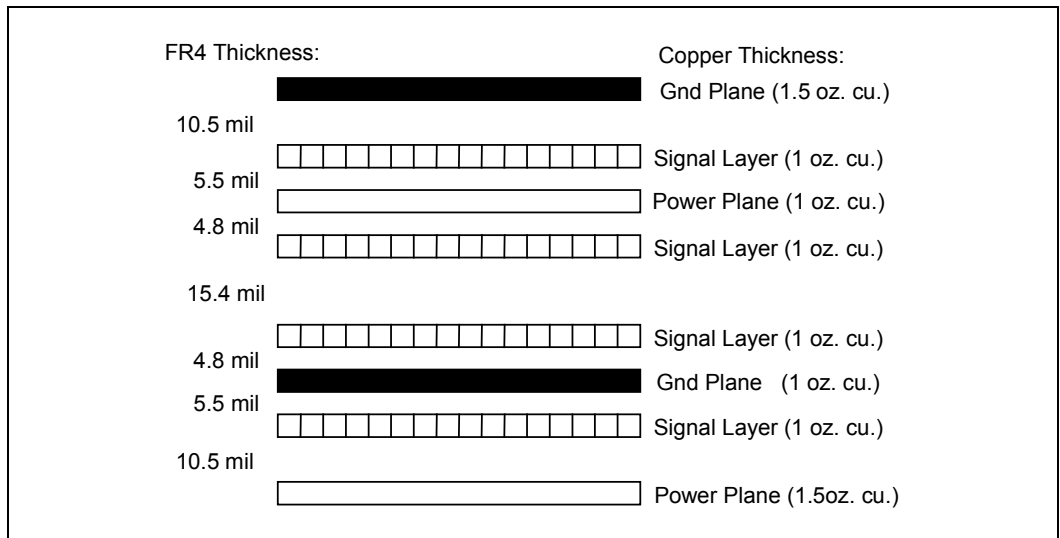 FR4 Thickness:
Copper Thickness:
Gnd Plane (1.5 oz. cu.)
10.5 mil
Signal Layer (1 oz. cu.)
5.5 mil
Power Plane (1 oz. cu.)
4.8 mil
Signal Layer (1 oz. cu.)
15.4 mil
Signal Layer (1 oz. cu.)
4.8 mil
Gnd Plane (1 oz. cu.)
5.5 mil
Signal Layer (1 oz. cu.)
10.5 mil
Power Plane (1.5oz. cu.)